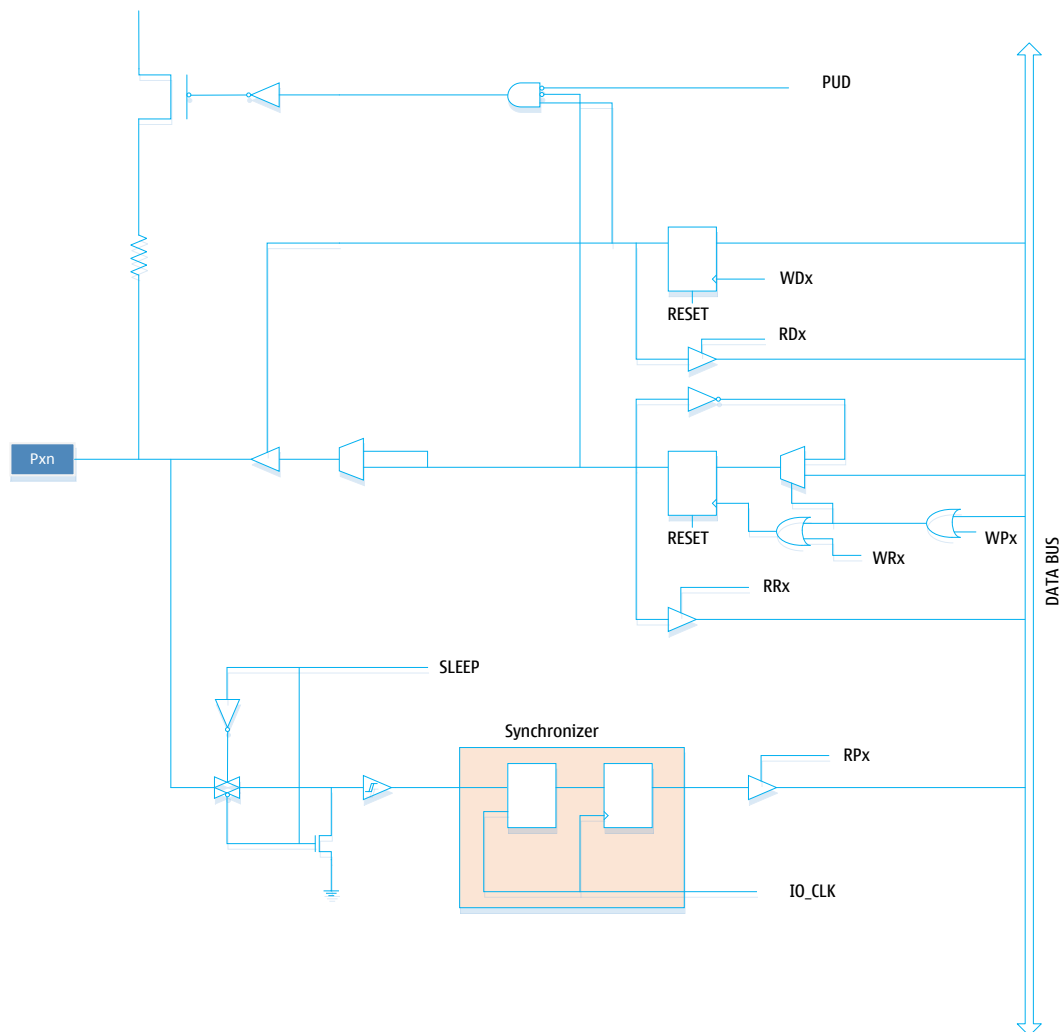 PUD
WDx
RESET
RDx
Pxn
RESET
WPx
WRx
RRx
DATA BUS
SLEEP
Synchronizer
RPx
IO_CLK